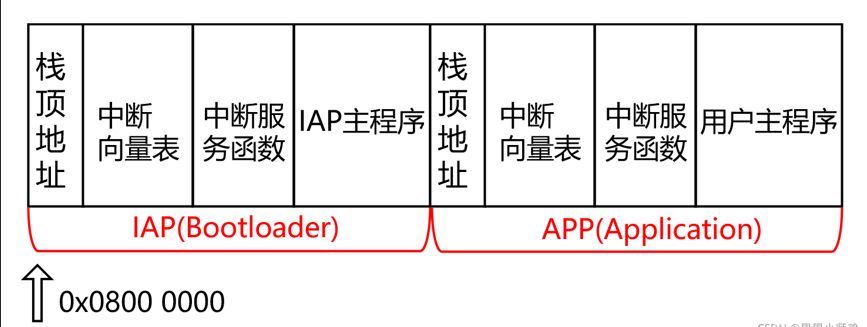 栈
顶
地
址
中断
向量表
中断服
务函数
IAP主程序
栈
顶
地
址
中断
向量表
中断服
务函数
用户主程序
IAP(Bootloader)
APP(Application)
0x0800 0000